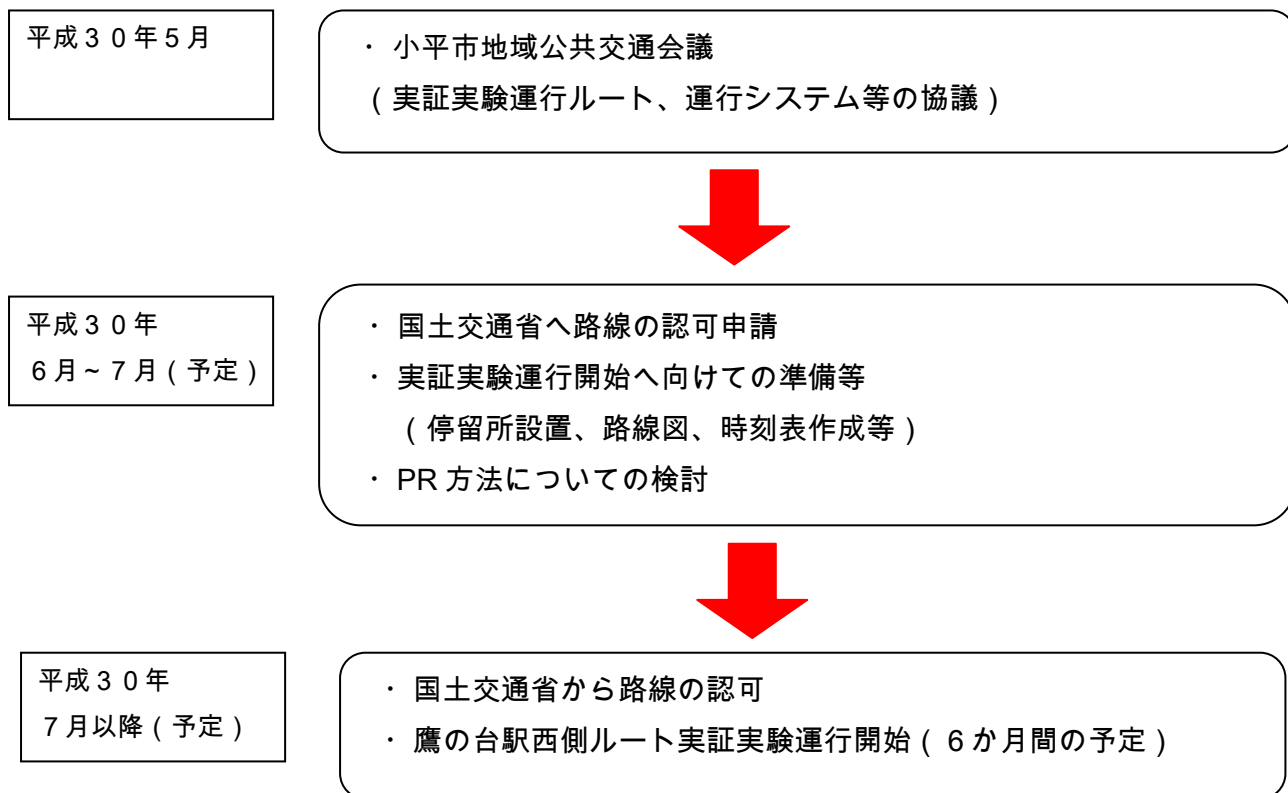 平成３０年５月
・ 小平市地域公共交通会議
（実証実験運行ルート、運行システム等の協議）
平成３０年
６月～７月（予定）
・ 国土交通省へ路線の認可申請
・ 実証実験運行開始へ向けての準備等
（停留所設置、路線図、時刻表作成等）
・ PR 方法についての検討
平成３０年
７月以降（予定）
・ 国土交通省から路線の認可
・ 鷹の台駅西側ルート実証実験運行開始（６か月間の予定）